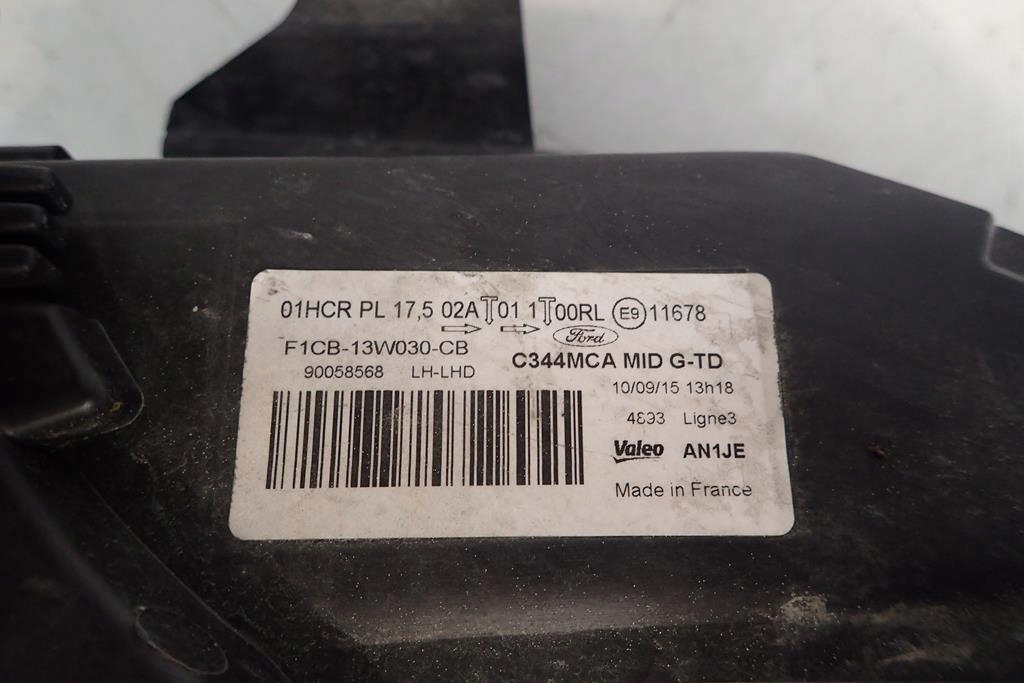 01HCR PL 17,5 02A 01 1 00RL E9 11678
Ford
F1CB-13W030-CB C344MCA MID G-TD
90058568 LH-LHD 10/09/15 13h18
4893 Ligne3
Valeo AN1JE
Made in France